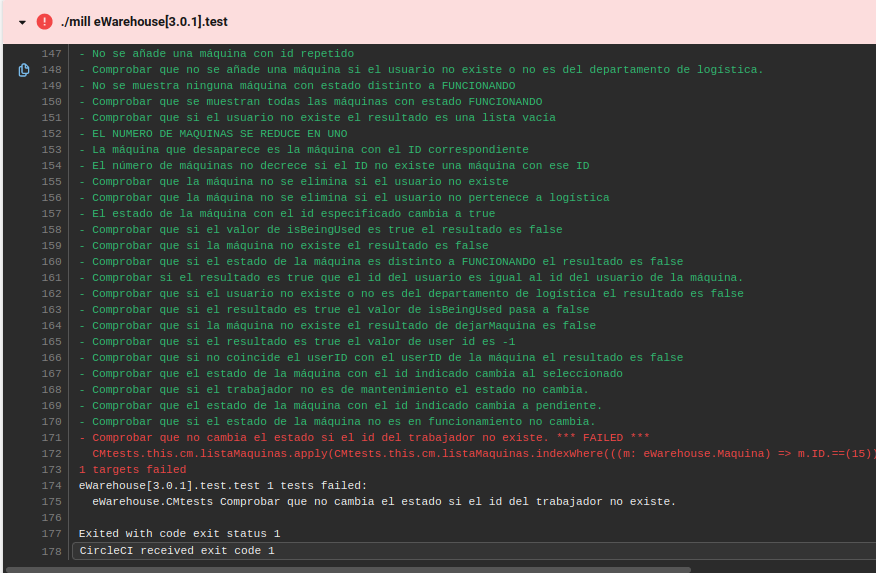 ! ./mill eWarehouse[3.0.1].test
147 - No se añade una máquina con id repetido
148 - Comprobar que no se añade una máquina si el usuario no existe o no es del departamento de logística.
149 - No se muestra ninguna máquina con estado distinto a FUNCIONANDO
150 - Comprobar que se muestran todas las máquinas con estado FUNCIONANDO
151 - Comprobar que si el usuario no existe el resultado es una lista vacía
152 - EL NUMERO DE MAQUINAS SE REDUCE EN UNO
153 - La máquina que desaparece es la máquina con el ID correspondiente
154 - El número de máquinas no decrece si el ID no existe una máquina con ese ID
155 - Comprobar que la máquina no se elimina si el usuario no existe
156 - Comprobar que la máquina no se elimina si el usuario no pertenece a logística
157 - El estado de la máquina con el id especificado cambia a true
158 - Comprobar que si el valor de isBeingUsed es true el resultado es false
159 - Comprobar que si la máquina no existe el resultado es false
160 - Comprobar que si el estado de la máquina es distinto a FUNCIONANDO el resultado es false
161 - Comprobar si el resultado es true que el id del usuario es igual al id del usuario de la máquina.
162 - Comprobar que si el usuario no existe o no es del departamento de logística el resultado es false
163 - Comprobar que si el resultado es true el valor de isBeingUsed pasa a false
164 - Comprobar que si la máquina no existe el resultado de dejarMaquina es false
165 - Comprobar que si el resultado es true el valor de user id es -1
166 - Comprobar que si no coincide el userID con el userID de la máquina el resultado es false
167 - Comprobar que el estado de la máquina con el id indicado cambia al seleccionado
168 - Comprobar que si el trabajador no es de mantenimiento el estado no cambia.
169 - Comprobar que el estado de la máquina con el id indicado cambia a pendiente.
170 - Comprobar que si el estado de la máquina no es en funcionamiento no cambia.
171 - Comprobar que no cambia el estado si el id del trabajador no existe. *** FAILED ***
172 CMtests.this.cm.listaMaquinas.apply(CMtests.this.cm.listaMaquinas.indexWhere(((m: eWarehouse.Maquina) => m.ID.==(15))
173 1 targets failed
174 eWarehouse[3.0.1].test.test 1 tests failed:
175 eWarehouse.CMtests Comprobar que no cambia el estado si el id del trabajador no existe.
176
177 Exited with code exit status 1
178 CircleCI received exit code 1